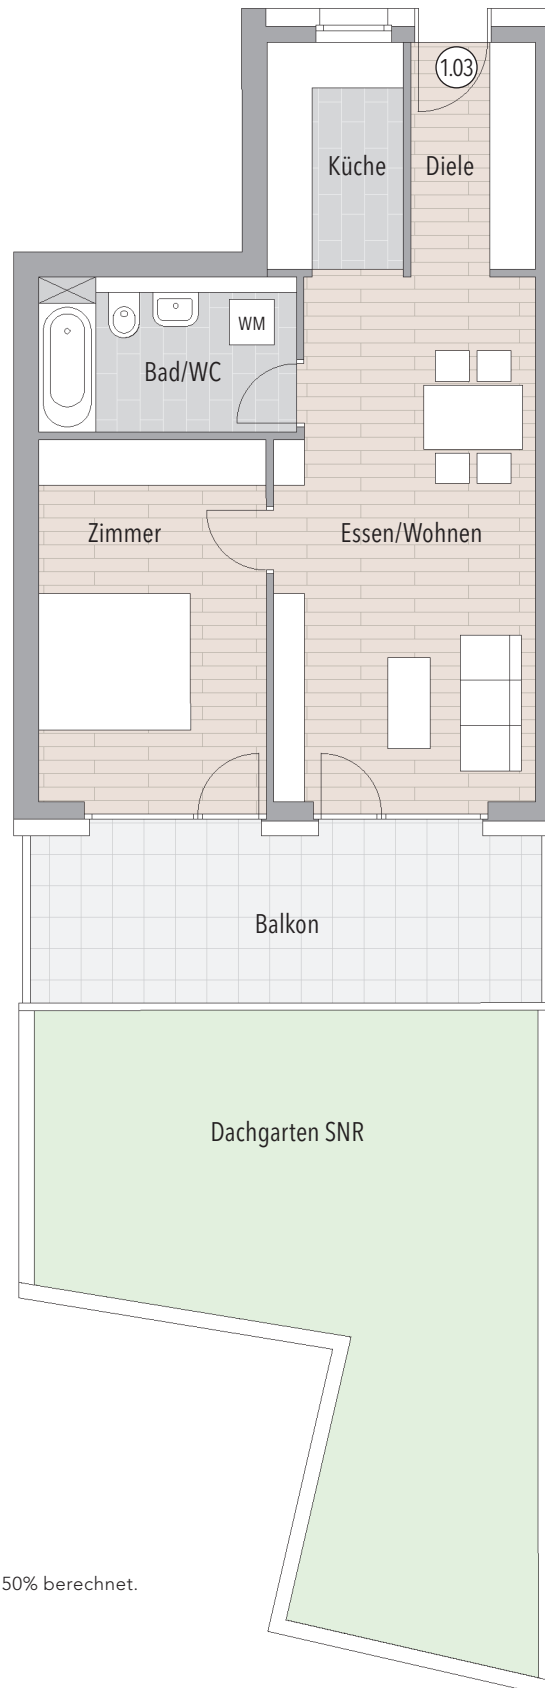 1.03
Küche
Diele
WM
Bad/WC
Zimmer
Essen/Wohnen
Balkon
Dachgarten SNR
50% berechnet.